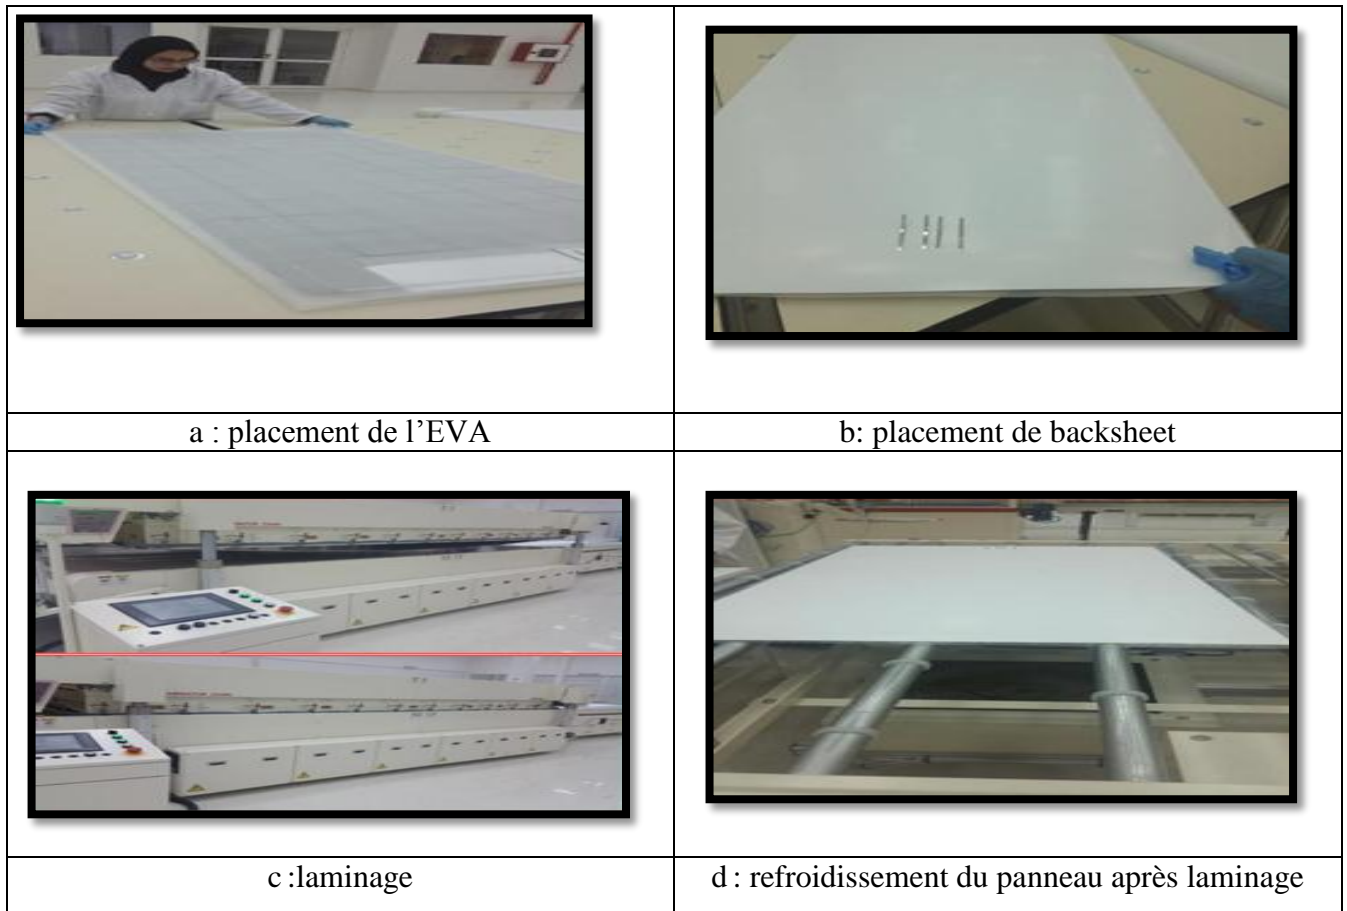 a : placement de l’EVA
b: placement de backsheet
c :laminage
d : refroidissement du panneau après laminage